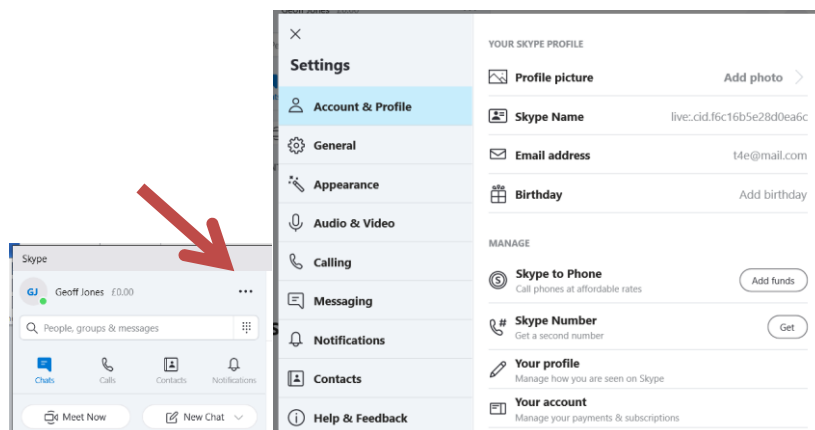 Skype
GJ Geoff Jones £0.00
People, groups & messages
Chats Calls Contacts Notifications
Meet Now New Chat
Geoff Jones £0.00
Settings
Account & Profile
General
Appearance
Audio & Video
Calling
Messaging
Notifications
Contacts
Help & Feedback
YOUR SKYPE PROFILE
Profile picture Add photo
Skype Name live:.cid.f6c16b5e28d0ea6c
Email address t4e@mail.com
Birthday Add birthday
MANAGE
Skype to Phone
Call phones at affordable rates
Add funds
Skype Number
Get a second number
Get
Your profile
Manage how you are seen on Skype
Your account
Manage your payments & subscriptions